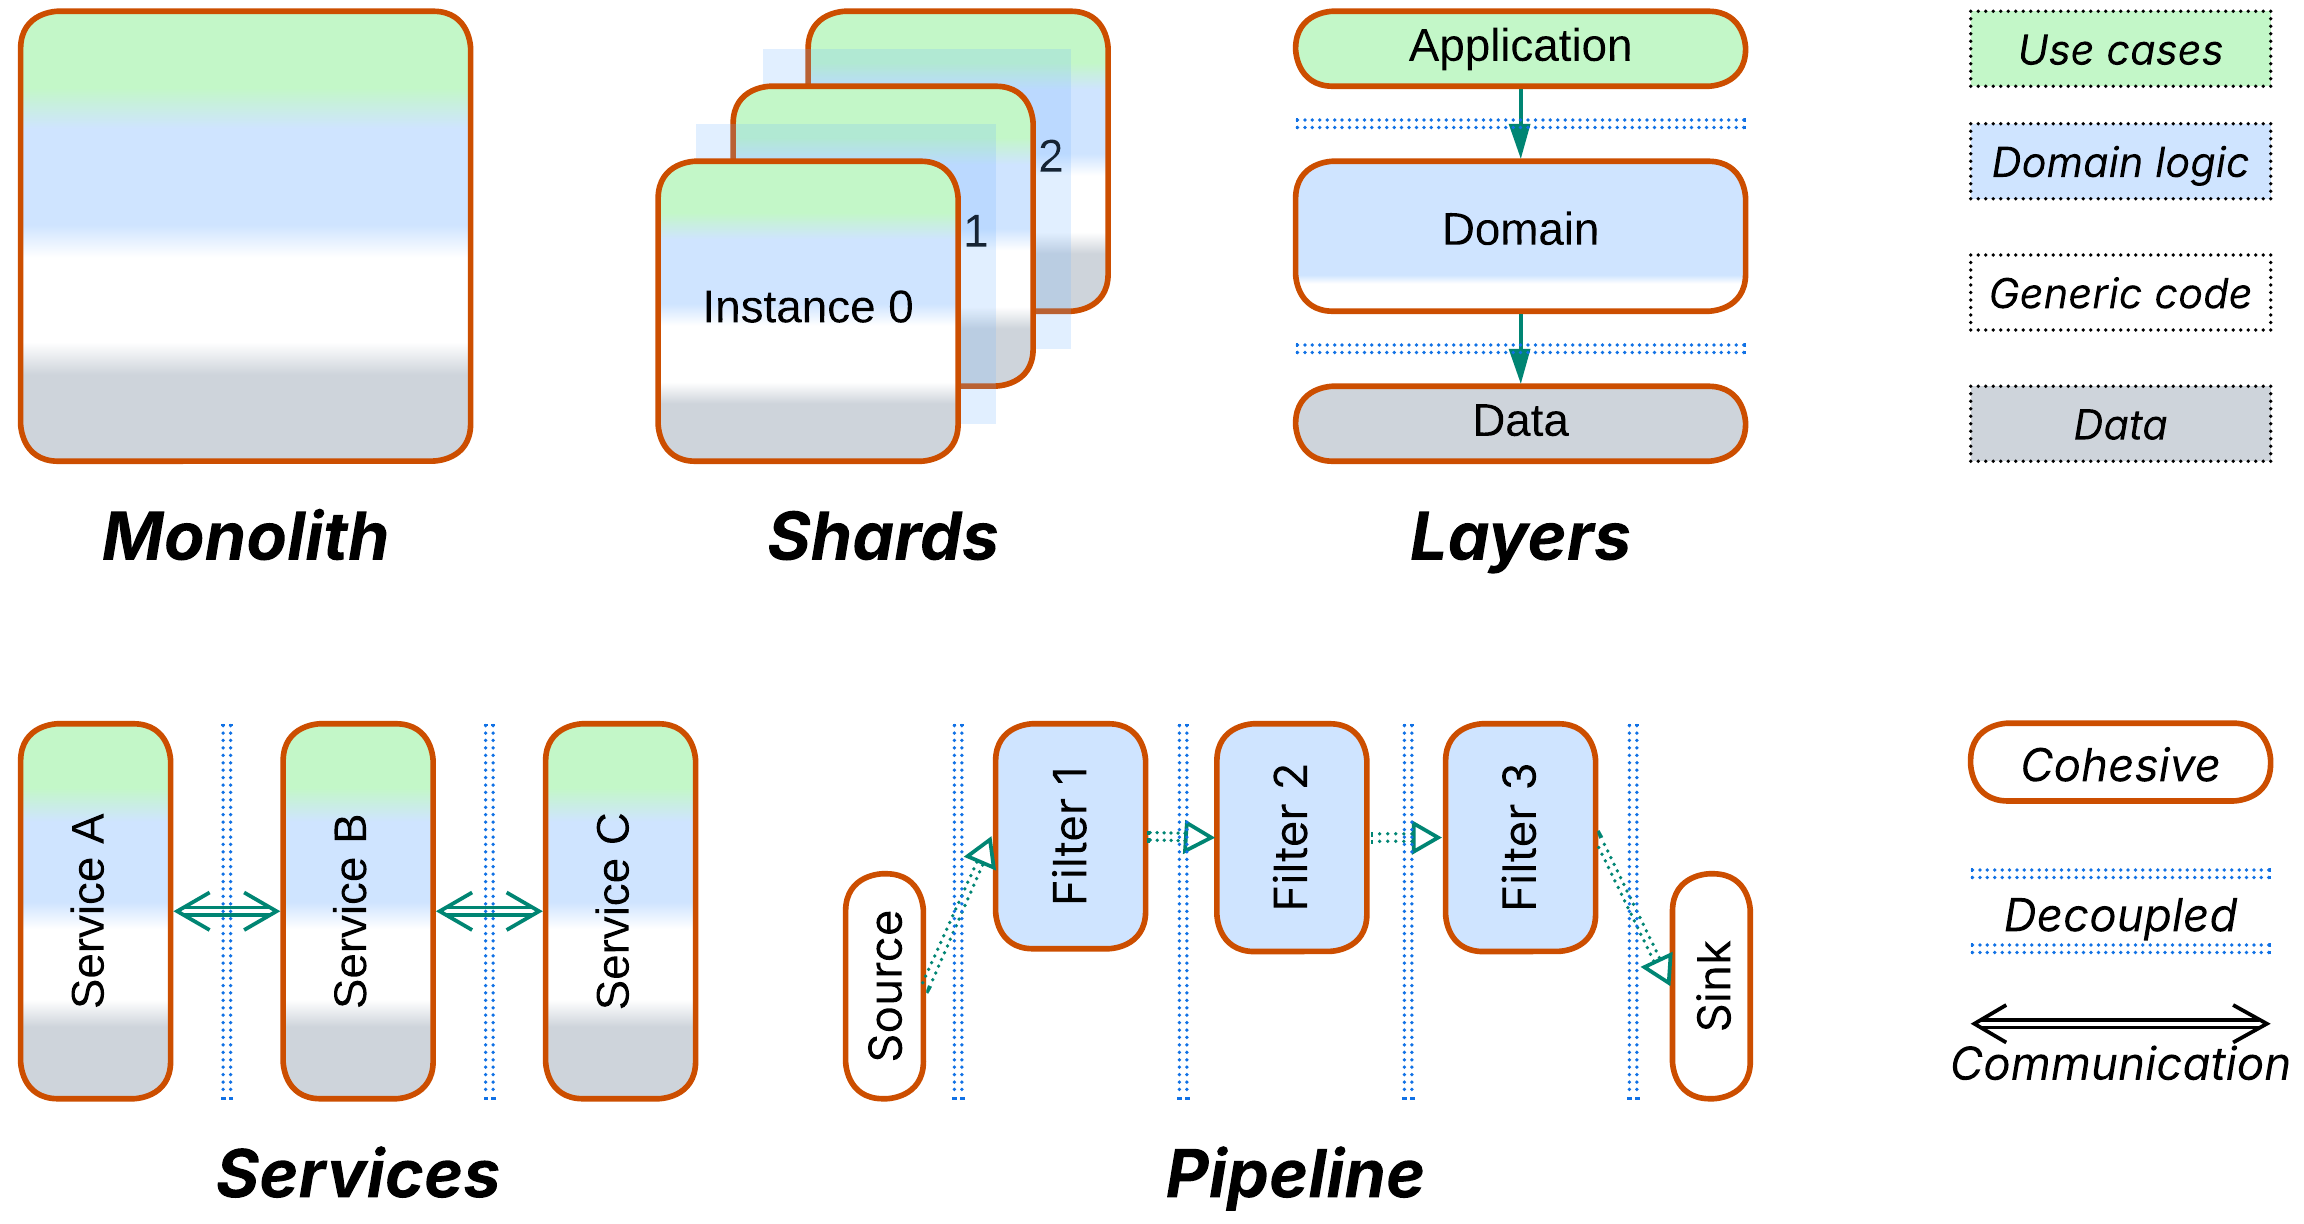 Instance 0
1
2
Application
Domain
Data
Use cases
Domain logic
Generic code
Data
Monolith
Shards
Layers
Service A
Service B
Service C
Source
Filter 1
Filter 2
Filter 3
Sink
Cohesive
Decoupled
Communication
Services
Pipeline